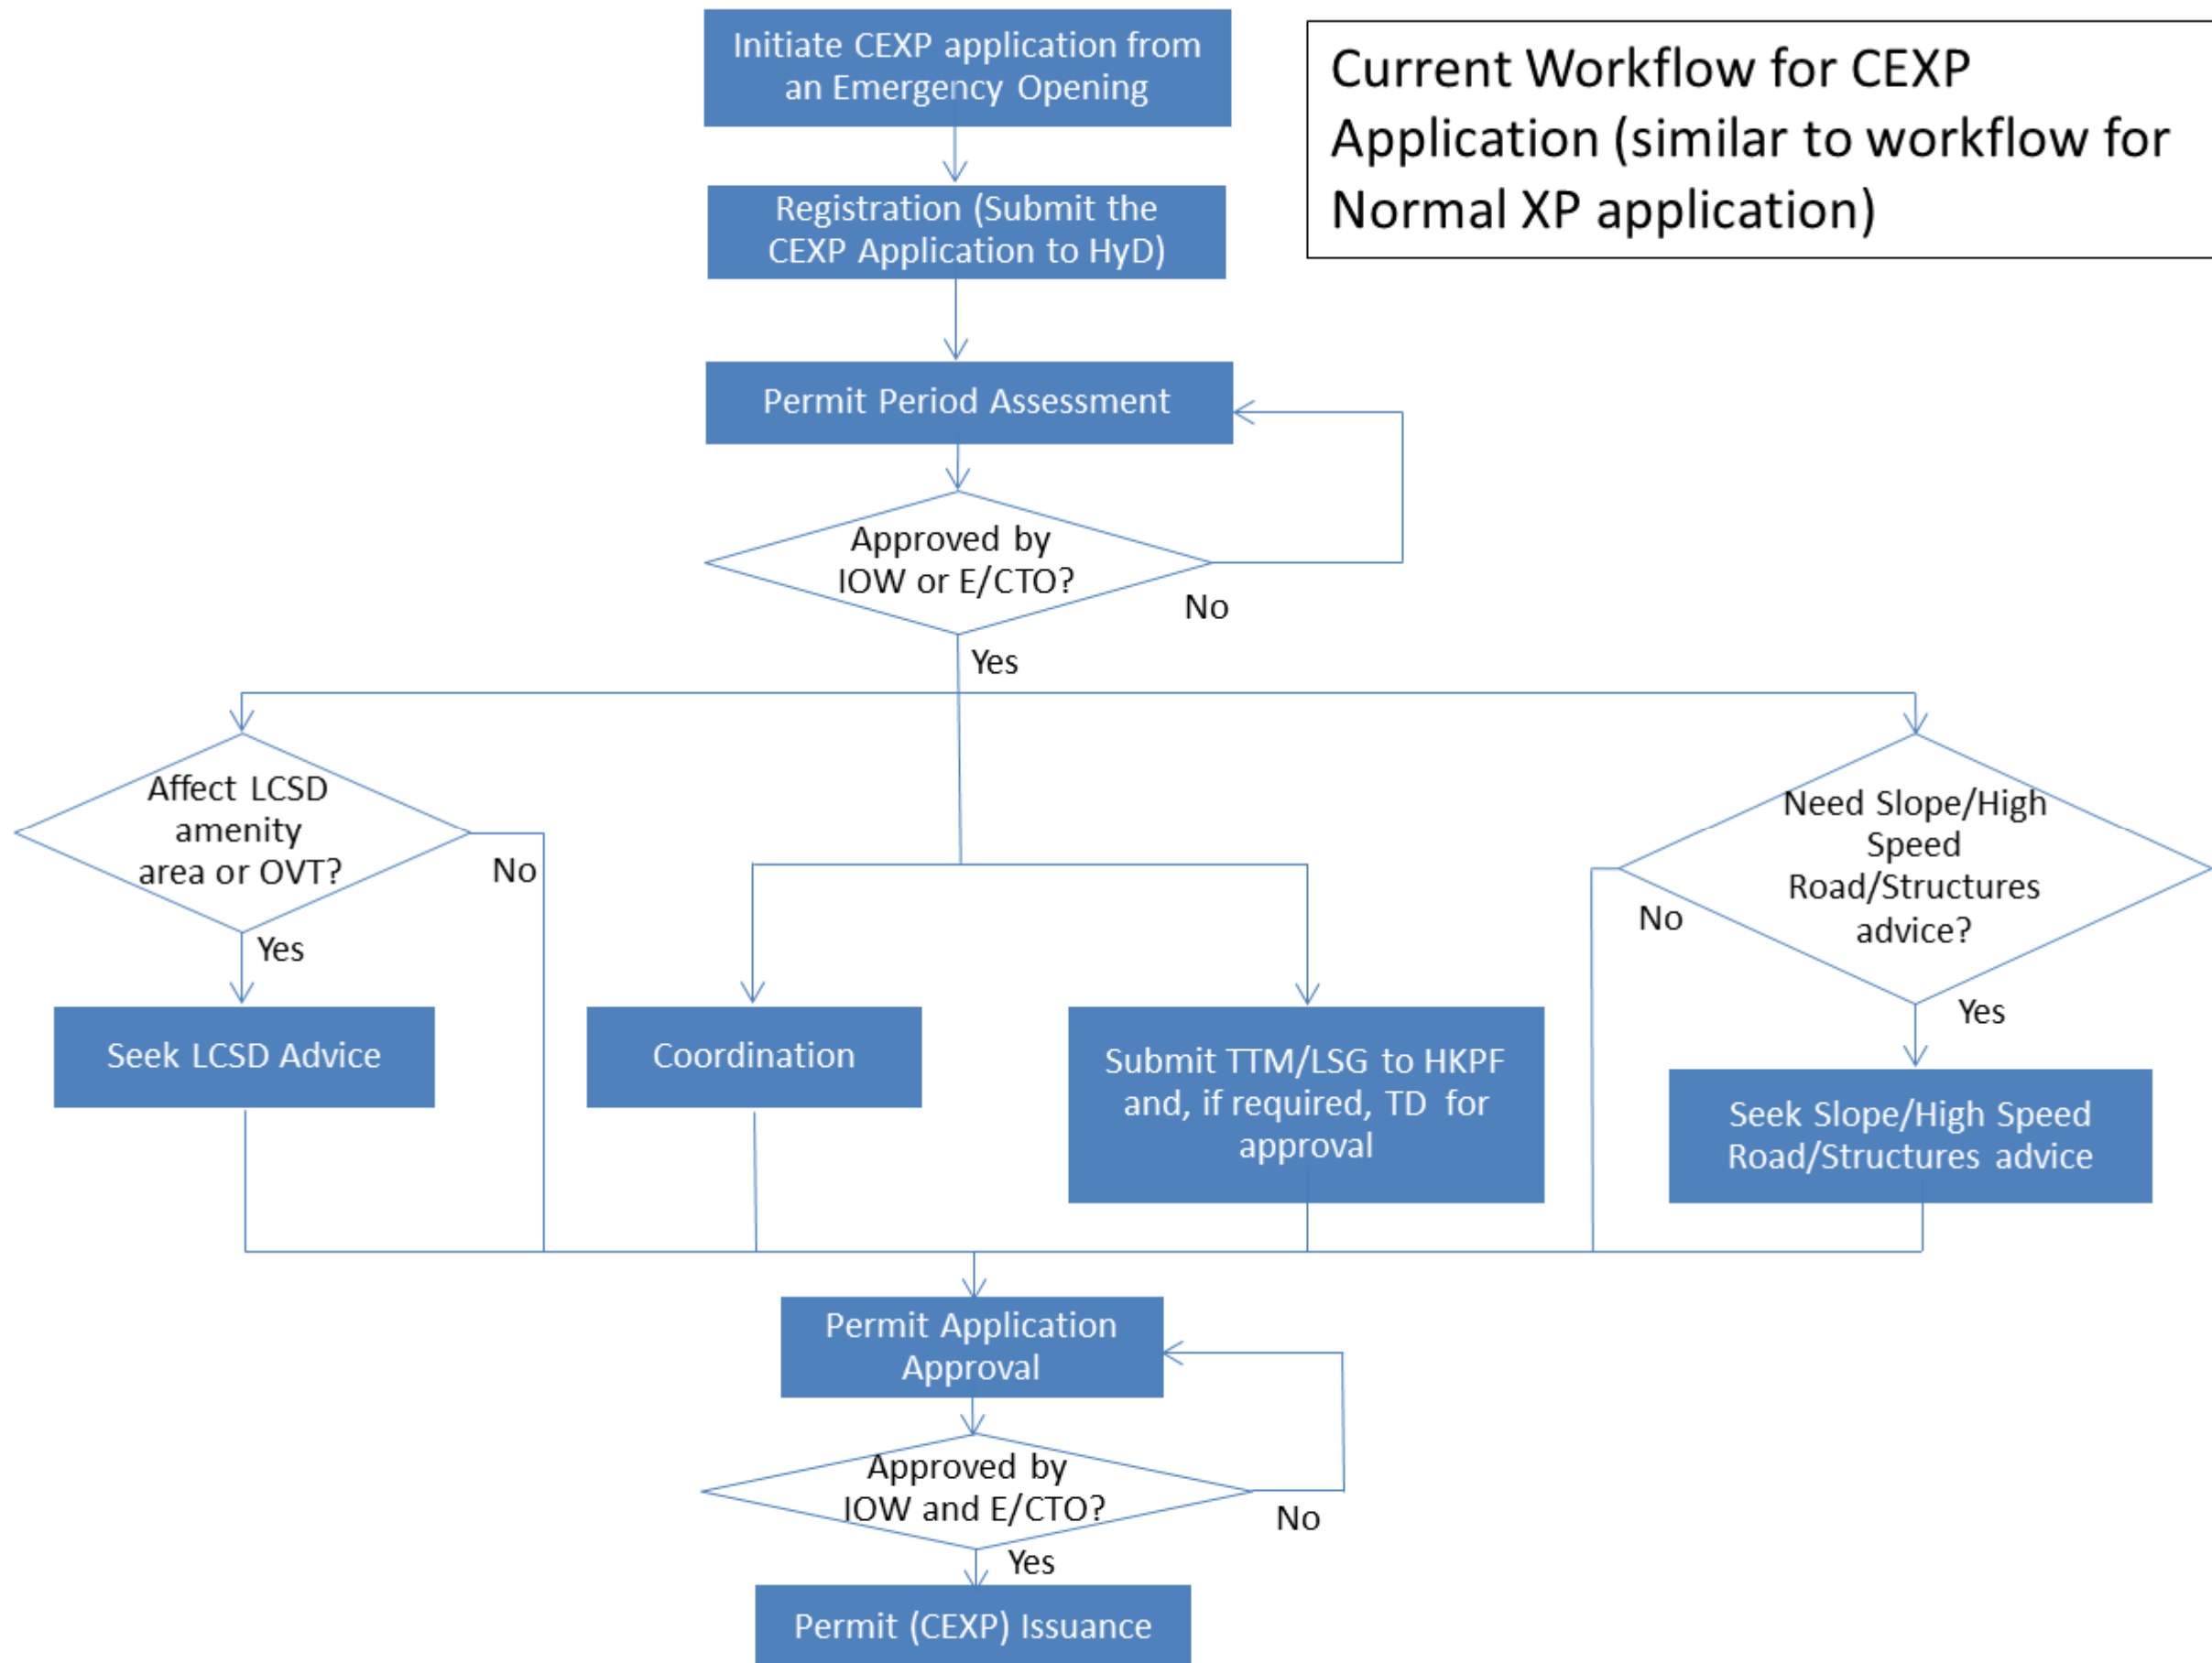 Initiate CEXP application from
an Emergency Opening
Current Workflow for CEXP
Application (similar to workflow for
Normal XP application)
Registration (Submit the
CEXP Application to HyD)
Permit Period Assessment
Approved by
IOW or E/CTO?
No
Yes
Affect LCSD
amenity
area or OVT?
No
Yes
Need Slope/High
Speed
Road/Structures
advice?
No
Yes
Seek LCSD Advice
Coordination
Submit TTM/LSG to HKPF
and, if required, TD for
approval
Seek Slope/High Speed
Road/Structures advice
Permit Application
Approval
Approved by
IOW and E/CTO?
No
Yes
Permit (CEXP) Issuance